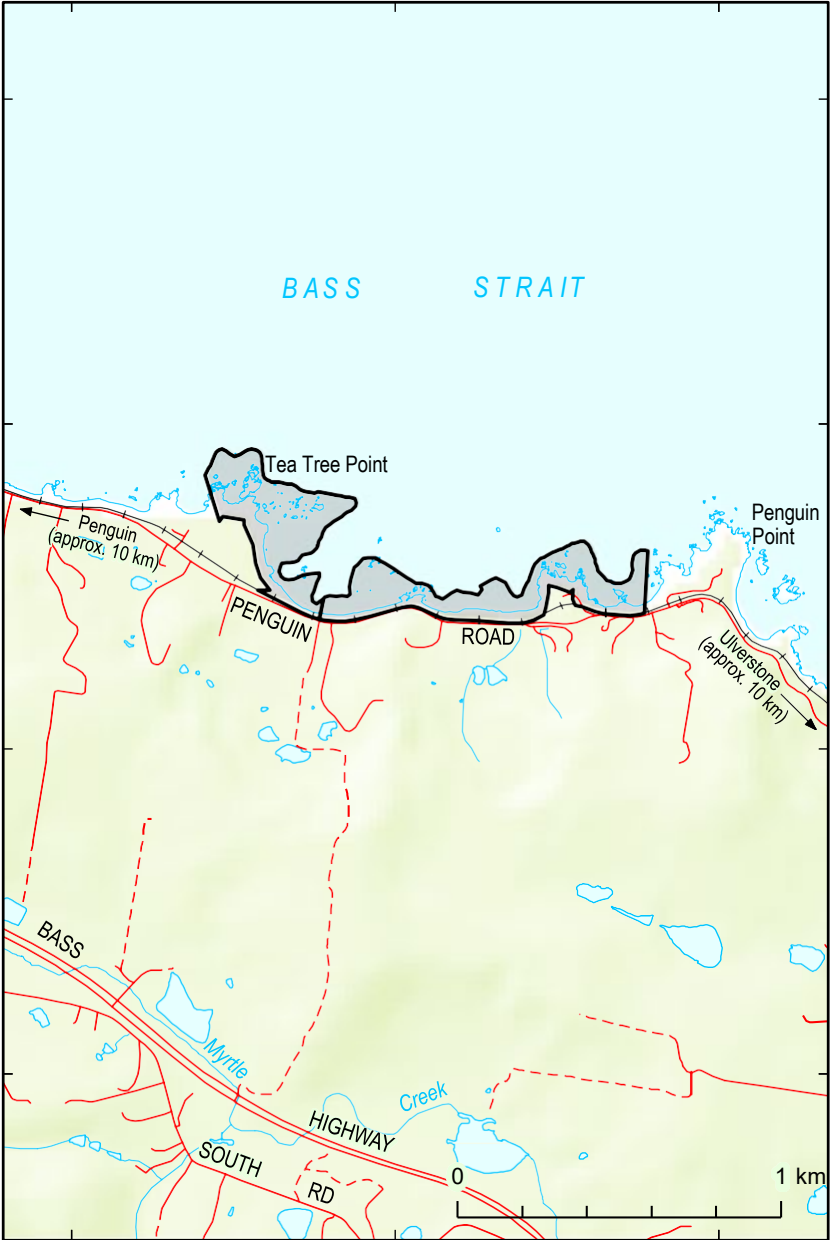 BASS STRAIT
Tea Tree Point
Penguin
Point
Penguin
(approx. 10 km)
PENGUIN
ROAD
Ulverstone
(approx. 10 km)
BASS
Myrtle
Creek
HIGHWAY
SOUTH
RD
0 1 km